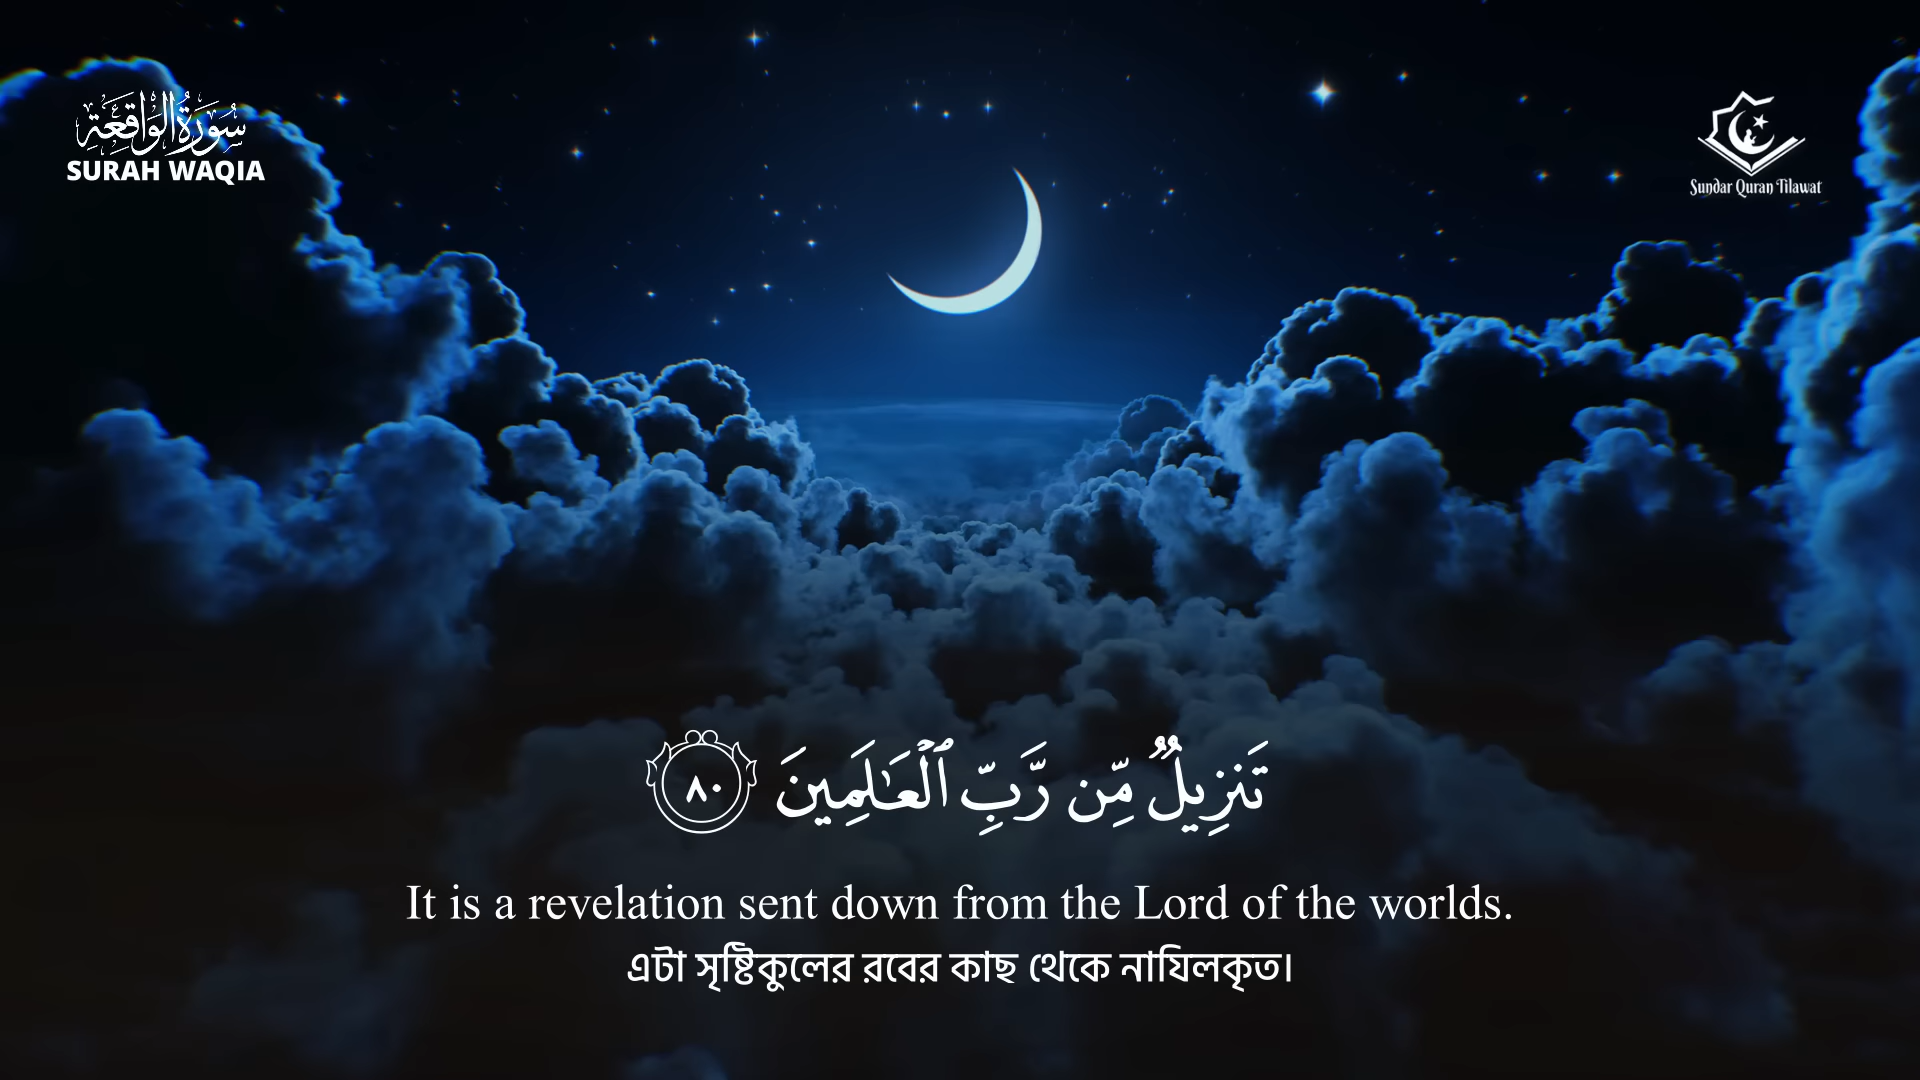 سُورَةُ الوَاقِعَة
SURAH WAQIA
Sundar Quran Tilawat
تَنزِيلٌ مِّن رَّبِّ ٱلْعَـٰلَمِينَ ٨٠
It is a revelation sent down from the Lord of the worlds.
এটা সৃষ্টিকুলের রবের কাছ থেকে নাযিলকৃত।